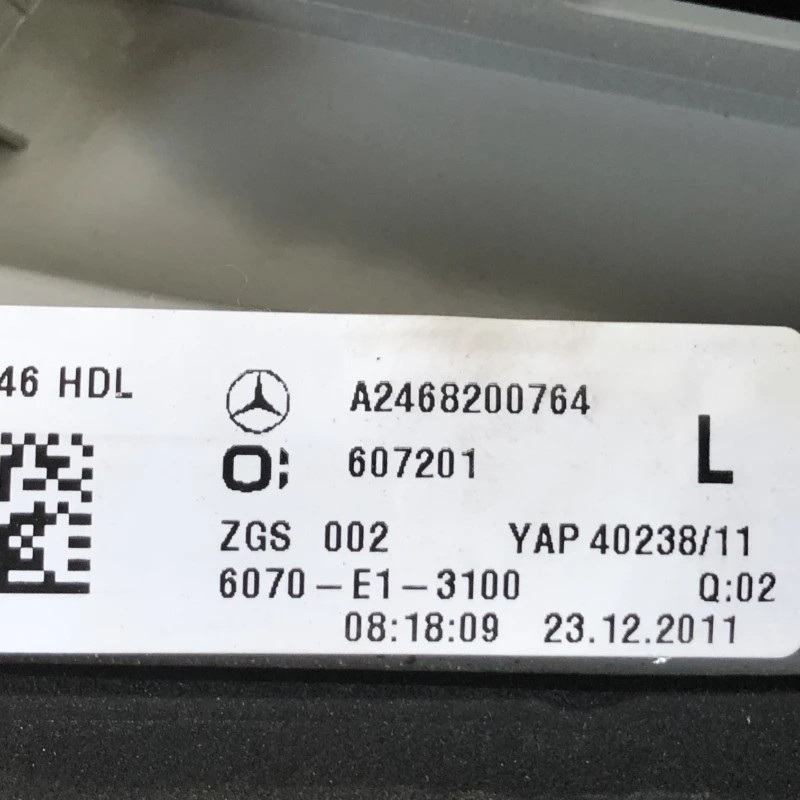 46 HDL A2468200764
607201 L
ZGS 002 YAP 40238/11
6070-E1-3100 Q:02
08:18:09 23.12.2011